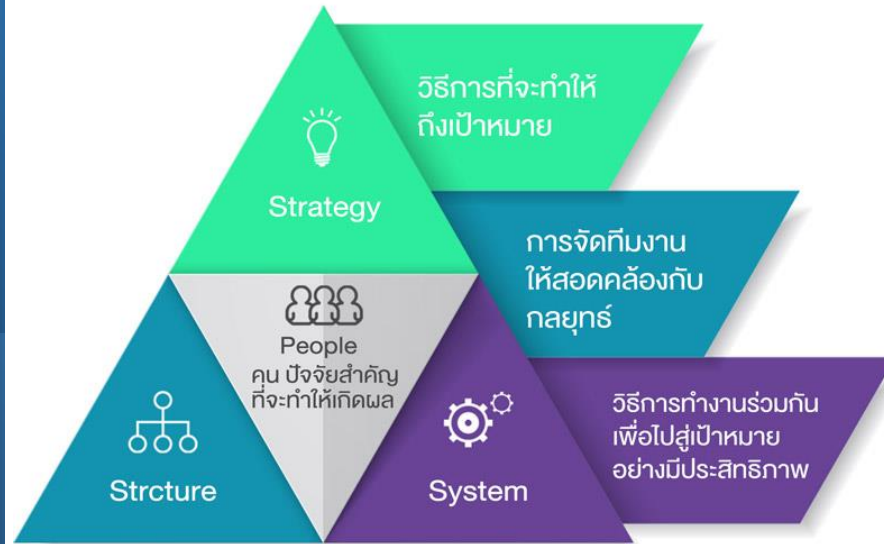 Strategy
วิธีการที่จะทำให้
ถึงเป้าหมาย
Strcture
การจัดทีมงาน
ให้สอดคล้องกับ
กลยุทธ์
System
วิธีการทำงานร่วมกัน
เพื่อไปสู่เป้าหมาย
อย่างมีประสิทธิภาพ
People
คน ปัจจัยสำคัญ
ที่จะทำให้เกิดผล